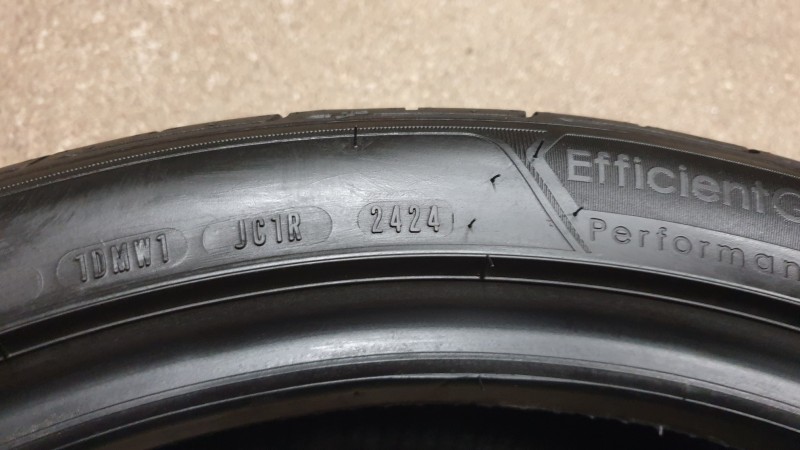 1DMW1 JC1R 2424
Efficient
Performan